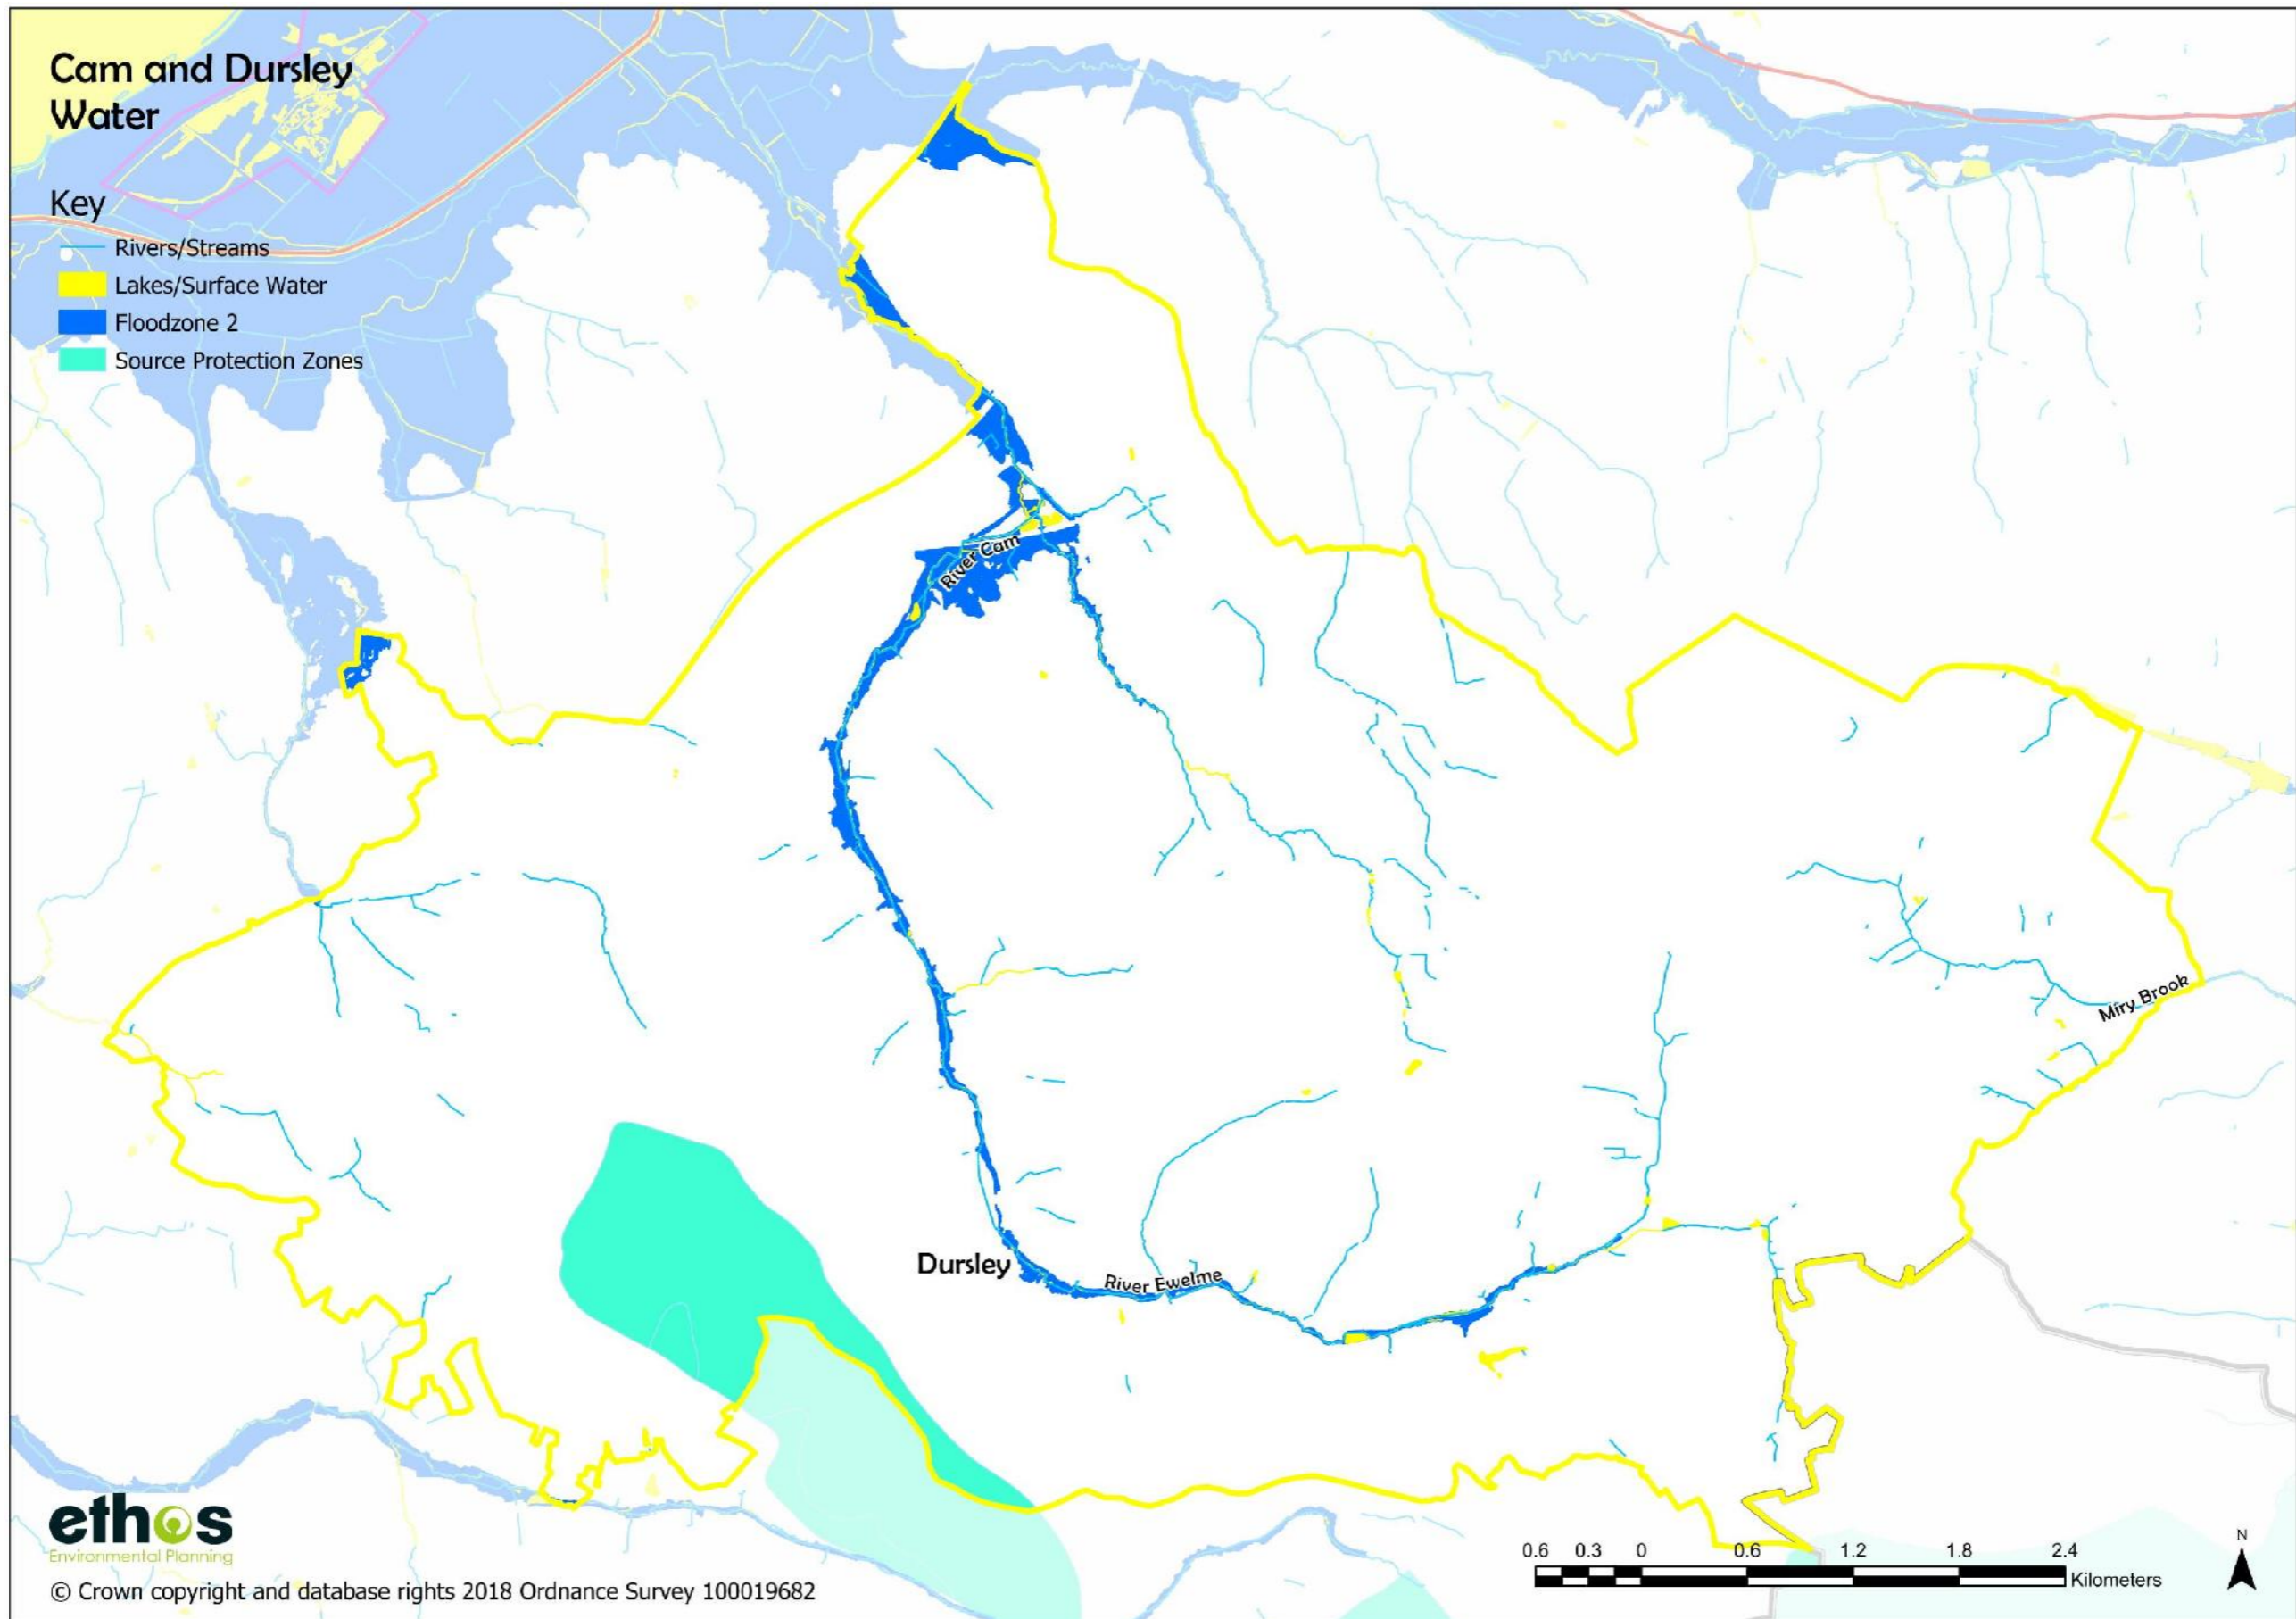 Cam and Dursley
Water
Key
Rivers/Streams
Lakes/Surface Water
Floodzone 2
Source Protection Zones
River Cam
Miry Brook
Dursley
River Ewelme
ethos
Environmental Planning
© Crown copyright and database rights 2018 Ordnance Survey 100019682
0.6 0.3 0 0.6 1.2 1.8 2.4
Kilometers
N